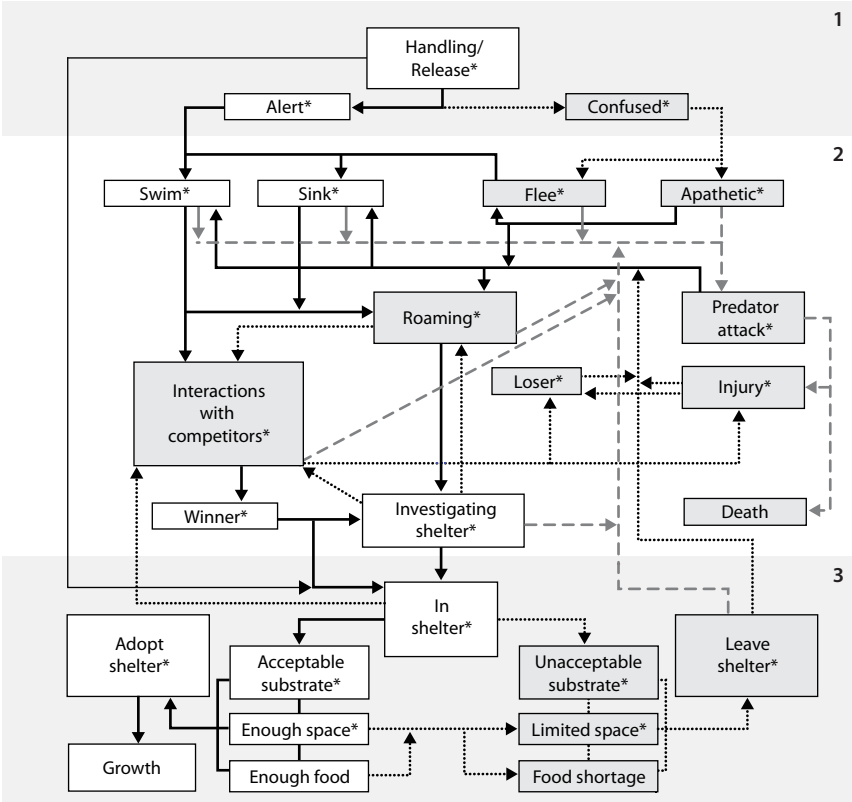 1
Handling/
Release*
Alert*
Confused*
2
Swim*
Sink*
Flee*
Apathetic*
Roaming*
Predator
attack*
Interactions
with
competitors*
Loser*
Injury*
Winner*
Investigating
shelter*
Death
3
In
shelter*
Adopt
shelter*
Acceptable
substrate*
Unacceptable
substrate*
Leave
shelter*
Enough space*
Limited space*
Growth
Enough food
Food shortage